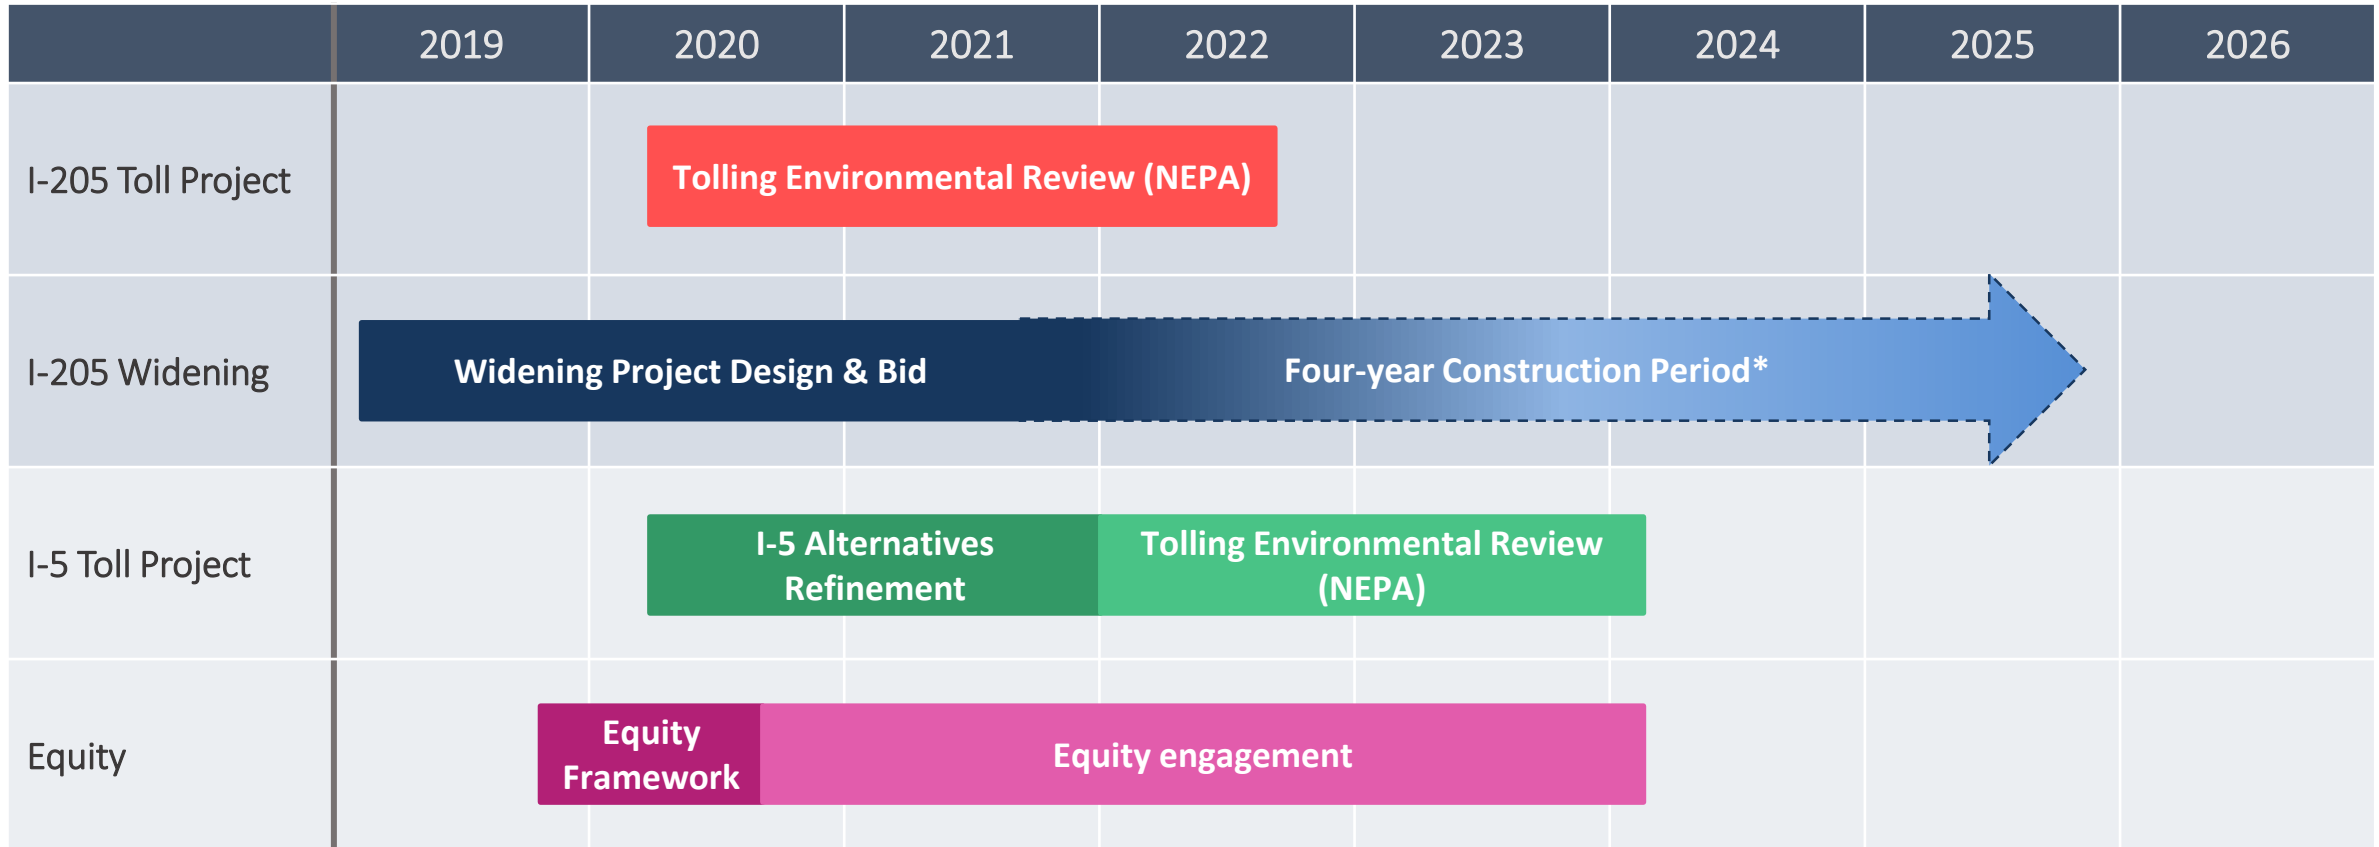 2019 2020 2021 2022 2023 2024 2025 2026
I-205 Toll Project
Tolling Environmental Review (NEPA)
I-205 Widening
Widening Project Design & Bid
Four-year Construction Period*
I-5 Toll Project
I-5 Alternatives
Refinement
Tolling Environmental Review
(NEPA)
Equity
Equity
Framework
Equity engagement